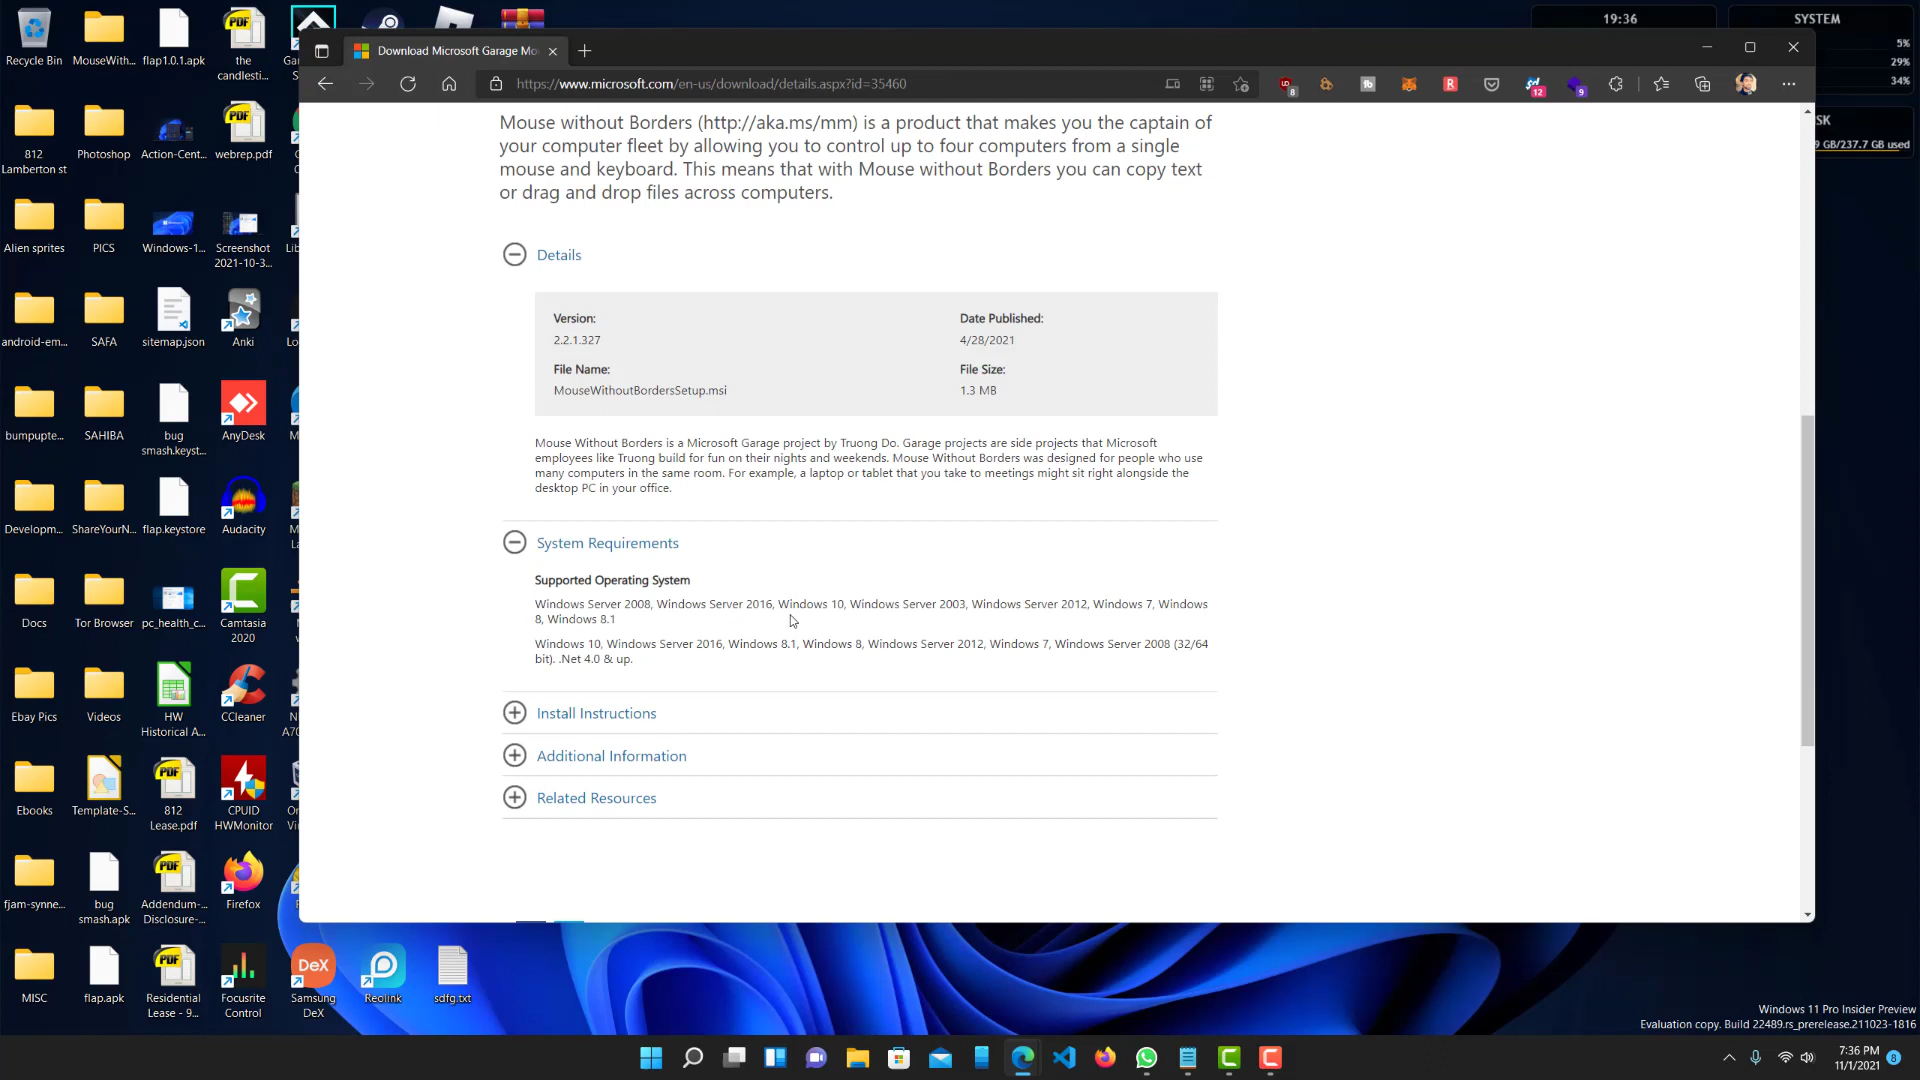 19:36
SYSTEM
5%
29%
34%
SK
9 GB/237.7 GB used
Download Microsoft Garage Mo
https://www.microsoft.com/en-us/download/details.aspx?id=35460
8
12
9
Mouse without Borders (http://aka.ms/mm) is a product that makes you the captain of
your computer fleet by allowing you to control up to four computers from a single
mouse and keyboard. This means that with Mouse without Borders you can copy text
or drag and drop files across computers.
Details
Version:
2.2.1.327
Date Published:
4/28/2021
File Name:
MouseWithoutBordersSetup.msi
File Size:
1.3 MB
Mouse Without Borders is a Microsoft Garage project by Truong Do. Garage projects are side projects that Microsoft
employees like Truong build for fun on their nights and weekends. Mouse Without Borders was designed for people who use
many computers in the same room. For example, a laptop or tablet that you take to meetings might sit right alongside the
desktop PC in your office.
System Requirements
Supported Operating System
Windows Server 2008, Windows Server 2016, Windows 10, Windows Server 2003, Windows Server 2012, Windows 7, Windows
8, Windows 8.1
Windows 10, Windows Server 2016, Windows 8.1, Windows 8, Windows Server 2012, Windows 7, Windows Server 2008 (32/64
bit). .Net 4.0 & up.
Install Instructions
Additional Information
Related Resources
Recycle Bin
MouseWith...
flap1.0.1.apk
the
candlesti...
812
Lamberton st
Photoshop
Action-Cent...
webrep.pdf
Alien sprites
PICS
Windows-1...
Screenshot
2021-10-3...
android-em...
SAFA
sitemap.json
Anki
bumpupte...
SAHIBA
bug
smash.keyst...
AnyDesk
Developm...
ShareYourN...
flap.keystore
Audacity
Docs
Tor Browser
pc_health_c...
Camtasia
2020
Ebay Pics
Videos
HW
Historical A...
CCleaner
Ebooks
Template-S...
812
Lease.pdf
CPUID
HWMonitor
fjam-synne...
bug
smash.apk
Addendum-...
Disclosure-...
Firefox
MISC
flap.apk
Residential
Lease - 9...
Focusrite
Control
Samsung
DeX
Reolink
sdfg.txt
Windows 11 Pro Insider Preview
Evaluation copy. Build 22489.rs_prerelease.211023-1816
7:36 PM
11/1/2021
8